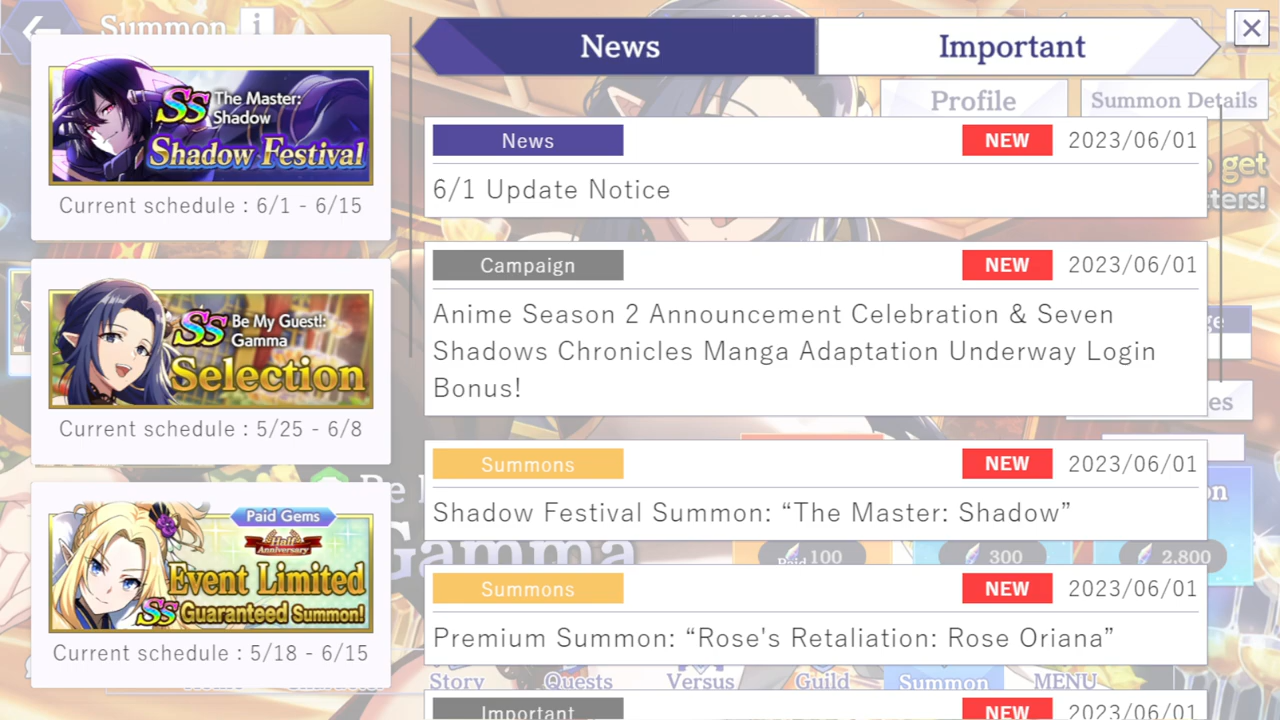 Summon i
SS The Master:
Shadow
Shadow Festival
Current schedule : 6/1 - 6/15
SS Be My Guest!:
Gamma
Selection
Current schedule : 5/25 - 6/8
Paid Gems
Half
Anniversary
Event Limited
SS Guaranteed Summon!
Current schedule : 5/18 - 6/15
News
Important
Profile
Summon Details
get
News
NEW
2023/06/01
6/1 Update Notice
Campaign
NEW
2023/06/01
Anime Season 2 Announcement Celebration & Seven
Shadows Chronicles Manga Adaptation Underway Login
Bonus!
Summons
NEW
2023/06/01
Shadow Festival Summon: “The Master: Shadow”
Gamma
Paid 100
300
2,800
Summons
NEW
2023/06/01
Premium Summon: “Rose's Retaliation: Rose Oriana”
Story
Quests
Versus
Guild
Summon
MENU
Important
NEW
2023/06/01